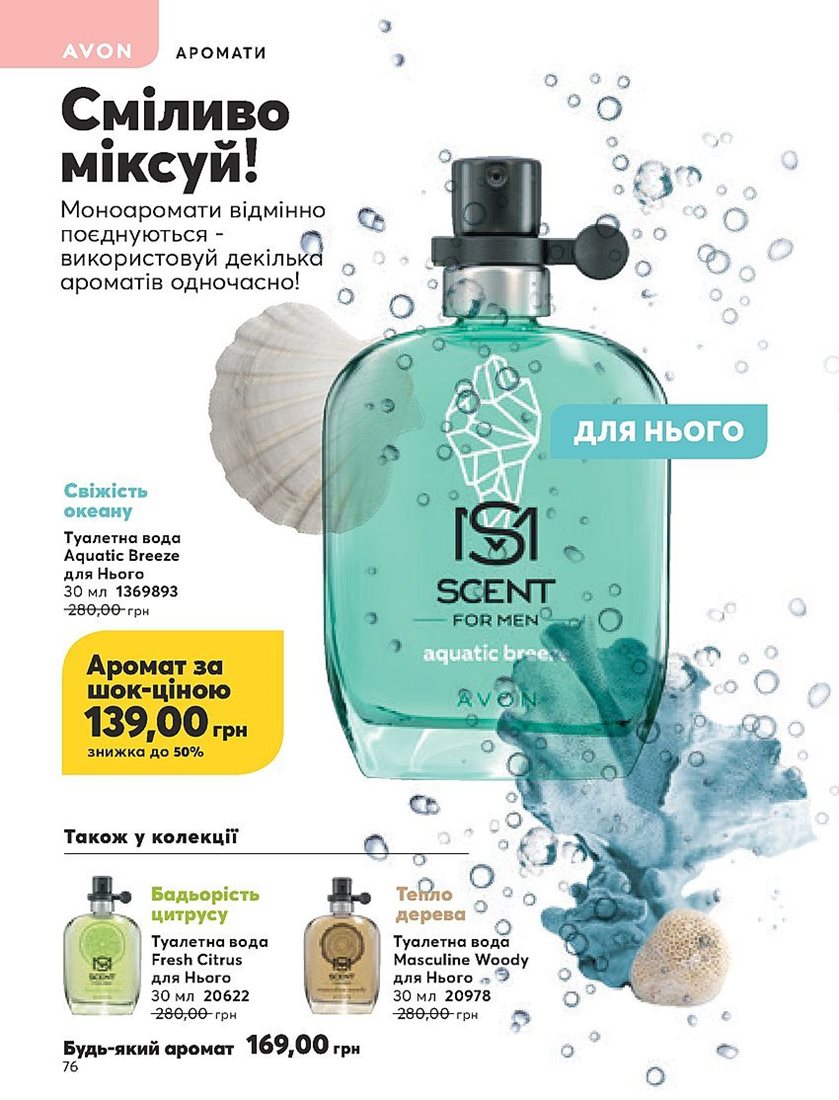 AVON
АРОМАТИ
Сміливо
міксуй!
Моноаромати відмінно
поєднуються -
використовуй декілька
ароматів одночасно!
ДЛЯ НЬОГО
SCENT
FOR MEN
aquatic breeze
AVON
Свіжість
океану
Туалетна вода
Aquatic Breeze
для Нього
30 мл 1369893
280,00 грн
Аромат за
шок-ціною
139,00 грн
знижка до 50%
Також у колекції
SCENT
Бадьорість
цитрусу
Туалетна вода
Fresh Citrus
для Нього
30 мл 20622
280,00 грн
SCENT
Тепло
дерева
Туалетна вода
Masculine Woody
для Нього
30 мл 20978
280,00 грн
Будь-який аромат 169,00 грн
76